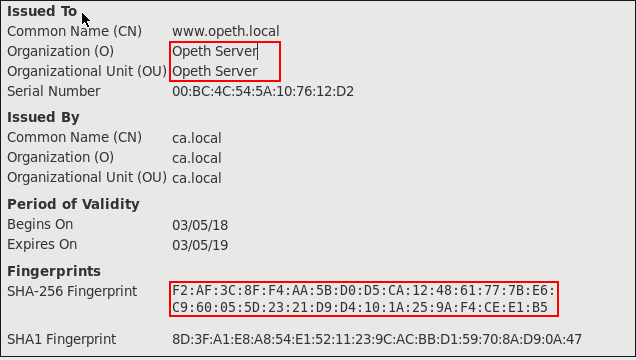 Issued To
Common Name (CN) www.opeth.local
Organization (O) Opeth Server
Organizational Unit (OU) Opeth Server
Serial Number 00:BC:4C:54:5A:10:76:12:D2
Issued By
Common Name (CN) ca.local
Organization (O) ca.local
Organizational Unit (OU) ca.local
Period of Validity
Begins On 03/05/18
Expires On 03/05/19
Fingerprints
SHA-256 Fingerprint F2:AF:3C:8F:F4:AA:5B:D0:D5:CA:12:48:61:77:7B:E6:
C9:60:05:5D:23:21:D9:D4:10:1A:25:9A:F4:CE:E1:B5
SHA1 Fingerprint 8D:3F:A1:E8:A8:54:E1:52:11:23:9C:AC:BB:D1:59:70:8A:D9:0A:47